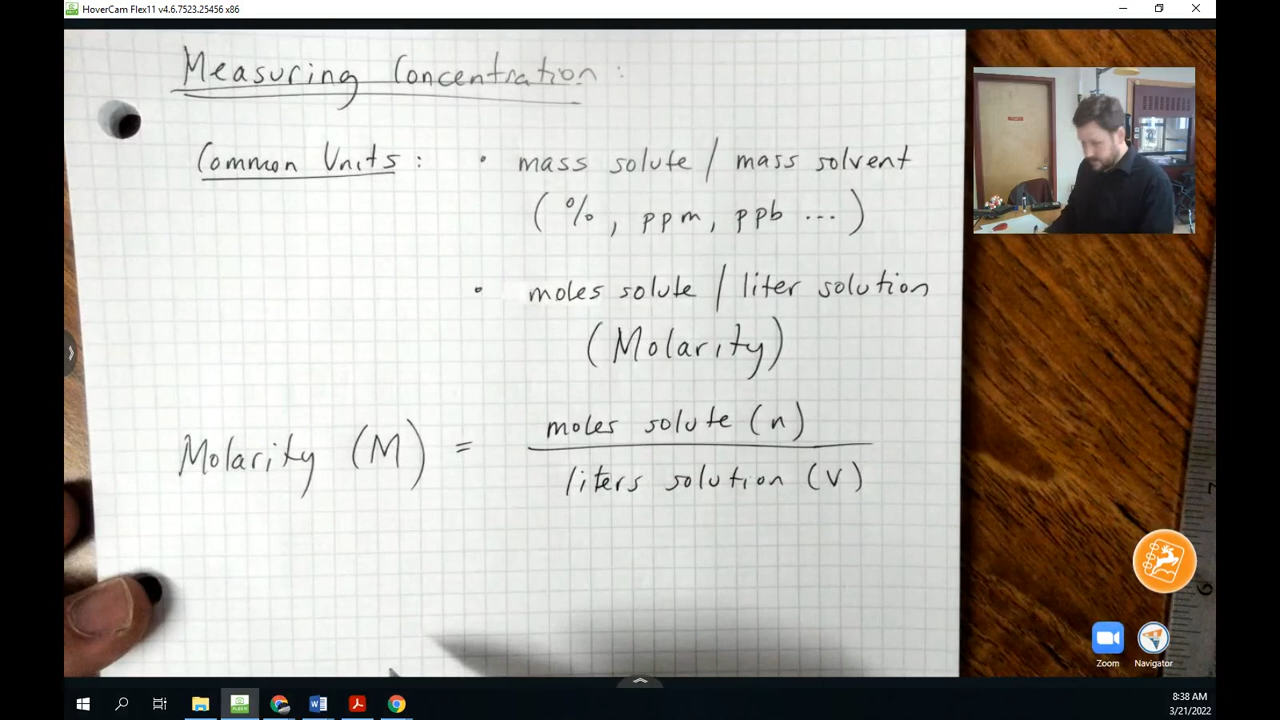 HoverCam Flex11 v4.6.7523.25456 x86
Measuring Concentration:
Common Units: • mass solute / mass solvent
(%, ppm, ppb ...)
• moles solute / liter solution
(Molarity)
Molarity (M) = moles solute (n)
liters solution (V)
Zoom
Navigator
8:38 AM
3/21/2022